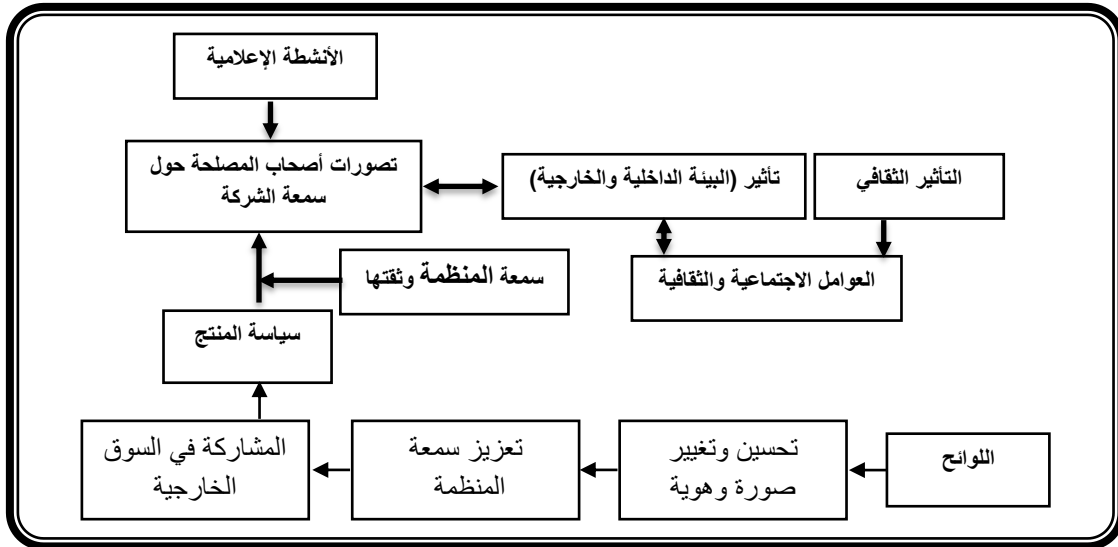 الأنشطة الإعلامية
تصورات أصحاب المصلحة حول
سمعة الشركة
تأثير (البيئة الداخلية والخارجية)
التأثير الثقافي
سمعة المنظمة وثقتها
العوامل الاجتماعية والثقافية
سياسة المنتج
اللوائح
تحسين وتغيير
صورة وهوية
تعزيز سمعة
المنظمة
المشاركة في السوق
الخارجية